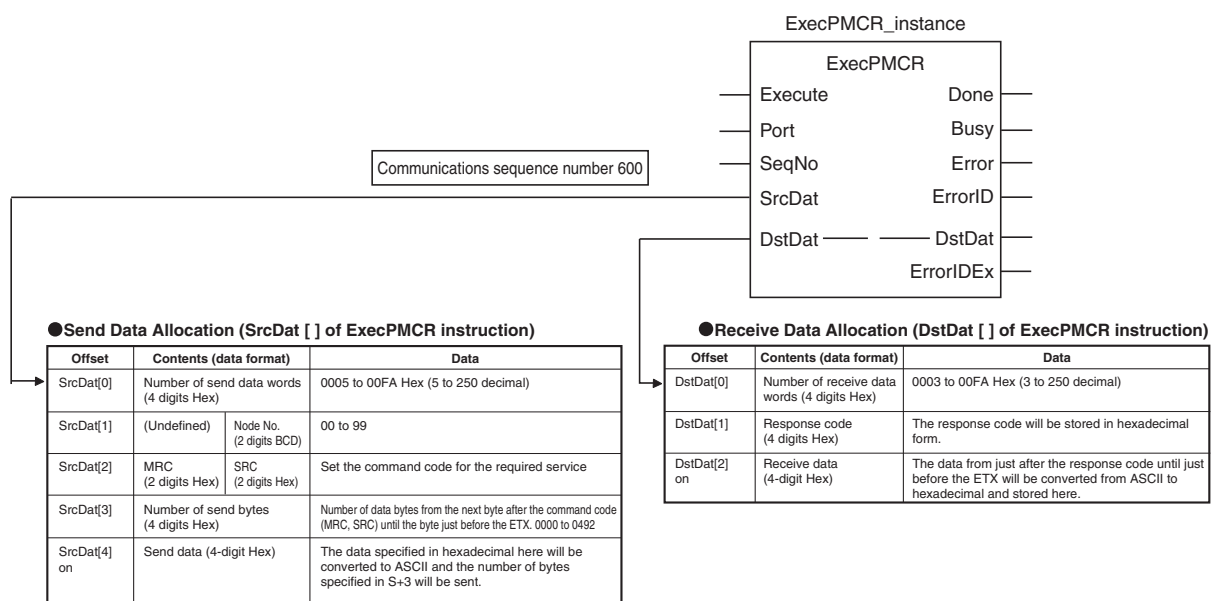 ExecPMCR_instance
ExecPMCR
Execute Done
Port Busy
SeqNo Error
Communications sequence number 600
SrcDat ErrorID
DstDat DstDat
ErrorIDEx
●Send Data Allocation (SrcDat [ ] of ExecPMCR instruction)
Offset Contents (data format) Data
SrcDat[0] Number of send data words 0005 to 00FA Hex (5 to 250 decimal)
(4 digits Hex)
SrcDat[1] (Undefined) Node No. 00 to 99
(2 digits BCD)
SrcDat[2] MRC SRC Set the command code for the required service
(2 digits Hex) (2 digits Hex)
SrcDat[3] Number of send bytes Number of data bytes from the next byte after the command code
(4 digits Hex) (MRC, SRC) until the byte just before the ETX. 0000 to 0492
SrcDat[4] Send data (4-digit Hex) The data specified in hexadecimal here will be
on converted to ASCII and the number of bytes
specified in S+3 will be sent.
●Receive Data Allocation (DstDat [ ] of ExecPMCR instruction)
Offset Contents (data format) Data
DstDat[0] Number of receive data 0003 to 00FA Hex (3 to 250 decimal)
words (4 digits Hex)
DstDat[1] Response code The response code will be stored in hexadecimal
(4 digits Hex) form.
DstDat[2] Receive data The data from just after the response code until just
on (4-digit Hex) before the ETX will be converted from ASCII to
hexadecimal and stored here.